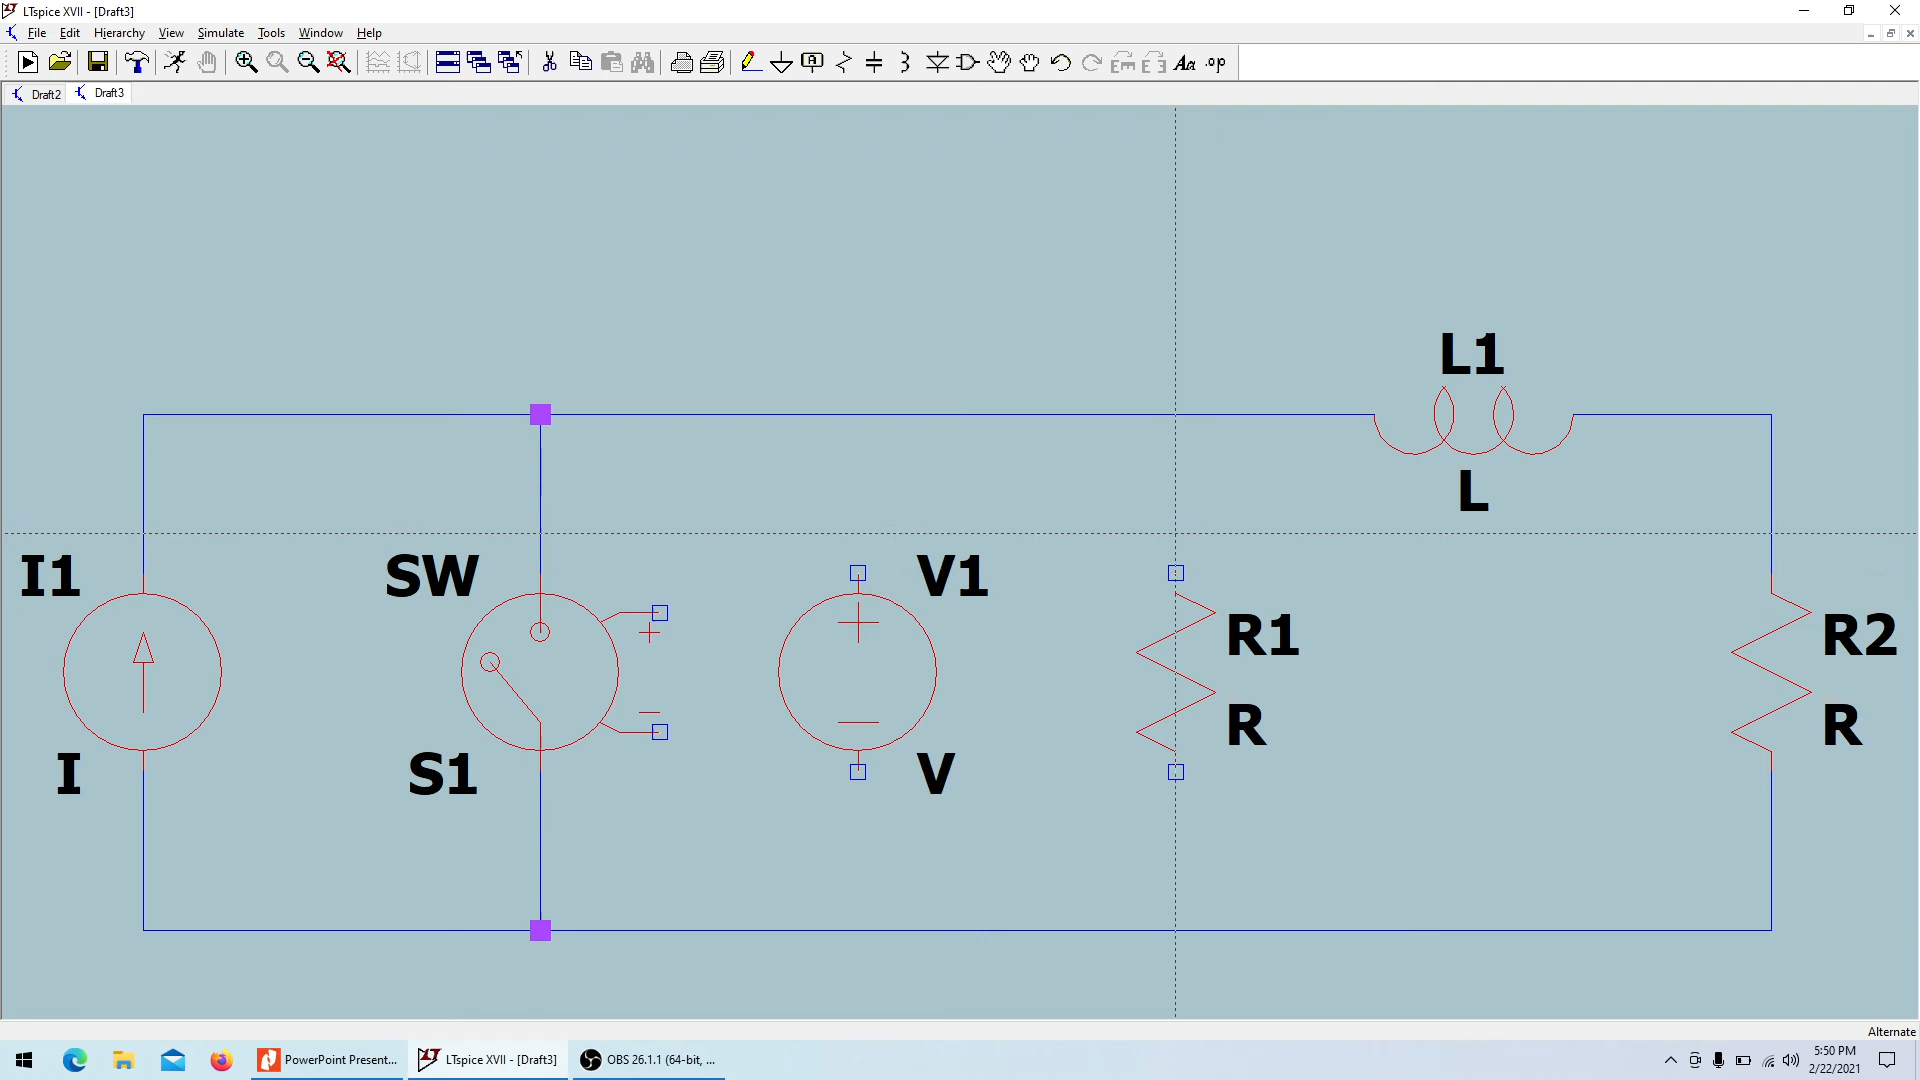 LTspice XVII - [Draft3]
File Edit Hierarchy View Simulate Tools Window Help
Draft2 Draft3
L1
L
I1
SW
V1
R1
R2
I
S1
V
R
R
Alternate
PowerPoint Present...
LTspice XVII - [Draft3]
OBS 26.1.1 (64-bit, ...
5:50 PM
2/22/2021